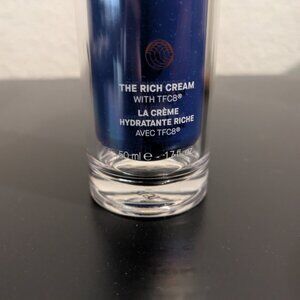 THE RICH CREAM
WITH TFC8®
LA CRÈME
HYDRATANTE RICHE
AVEC TFC8®
50 ml e - 1.7 fl. oz